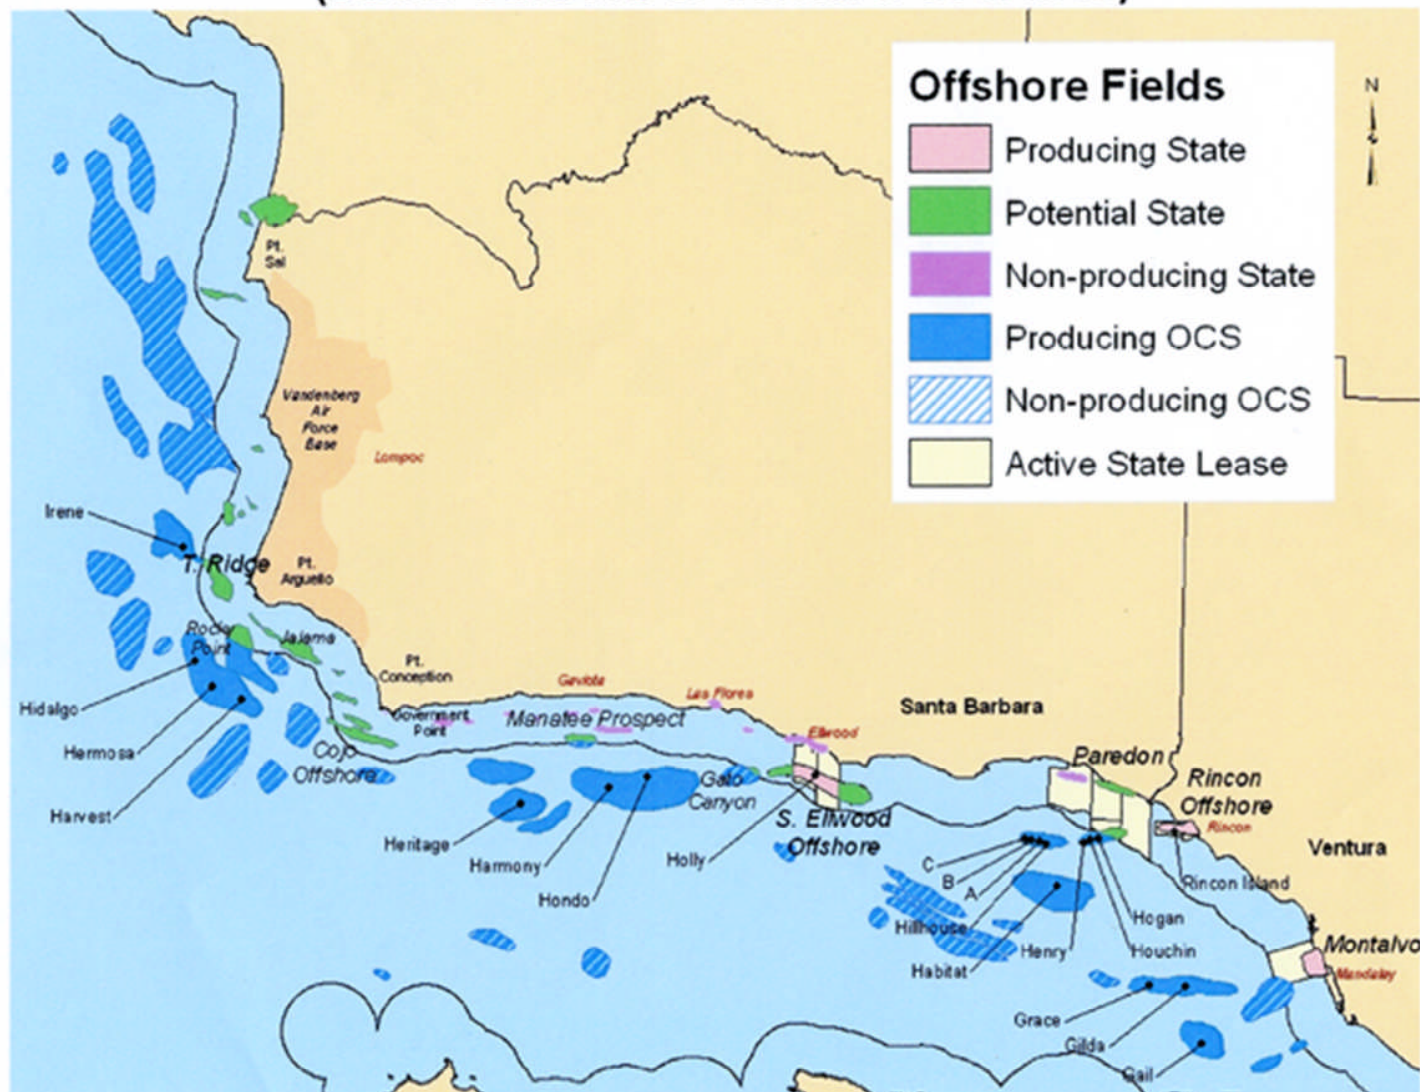 Offshore Fields
Producing State
Potential State
Non-producing State
Producing OCS
Non-producing OCS
Active State Lease
N
Pt.
Sal
Vandenberg
Air
Force
Base
Lompoc
Irene
T. Ridge
Pt.
Arguello
Rocky
Point
Jalama
Hidalgo
Hermosa
Harvest
Pt.
Conception
Government
Point
Cojo
Offshore
Gaviota
Manatee Prospect
Las Flores
Ellwood
Santa Barbara
Gato
Canyon
S. Ellwood
Offshore
Heritage
Harmony
Hondo
Holly
Paredon
Rincon
Offshore
Rincon
Ventura
Rincon Island
C
B
A
Hillhouse
Habitat
Henry
Hogan
Houchin
Montalvo
Mandalay
Grace
Gilda
Gail